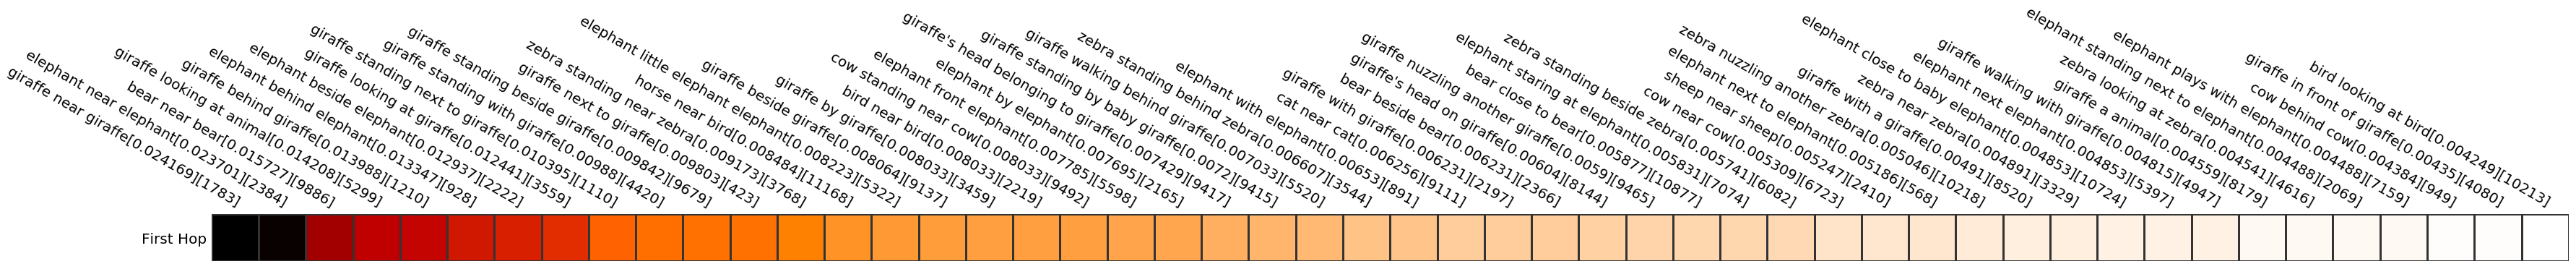 giraffe near giraffe[0.024169][1783]
elephant near elephant[0.023701][2384]
bear near bear[0.01577][9886]
giraffe looking at animal[0.014208][5299]
giraffe behind giraffe[0.013988][1210]
elephant behind elephant[0.013347][928]
elephant beside elephant[0.012937][2222]
giraffe looking at giraffe[0.012441][3559]
giraffe standing next to giraffe[0.010395][1110]
giraffe standing with giraffe[0.00988][4420]
giraffe standing beside giraffe[0.009842][9679]
giraffe next to giraffe[0.009803][423]
zebra standing near zebra[0.009173][3768]
horse near bird[0.008484][1168]
elephant little elephant elephant[0.008223][5322]
giraffe beside giraffe[0.008064][9137]
giraffe by giraffe[0.008033][3459]
bird near bird[0.008033][2219]
cow standing near cow[0.008033][9492]
elephant front elephant[0.007785][5598]
elephant by elephant[0.007695][2165]
giraffe's head belonging to giraffe[0.007429][9417]
giraffe standing by baby giraffe[0.00772][9415]
giraffe walking behind giraffe[0.007033][5520]
zebra standing behind zebra[0.006607][3544]
elephant with elephant[0.00653][891]
cat near cat[0.006256][9111]
giraffe with giraffe[0.006231][2197]
bear beside bear[0.006231][2366]
giraffe's head on giraffe[0.006004][8144]
giraffe nuzzling another giraffe[0.0059][9465]
bear close to bear[0.005877][10877]
elephant staring at elephant[0.005831][7074]
zebra standing beside zebra[0.005741][6082]
cow near cow[0.005309][6723]
sheep near sheep[0.005247][2410]
elephant next to elephant[0.005186][568]
zebra nuzzling another zebra[0.005046][10218]
giraffe with a giraffe[0.00491][8520]
zebra near zebra[0.004891][3329]
elephant close to baby elephant[0.004853][10724]
elephant next elephant[0.004853][5397]
giraffe walking with giraffe[0.004815][4947]
giraffe a animal[0.004559][8179]
zebra looking at zebra[0.004541][4616]
elephant standing next to elephant[0.004488][2069]
elephant plays with elephant[0.004488][7159]
cow behind cow[0.004384][949]
giraffe in front of giraffe[0.004435][4080]
bird looking at bird[0.004249][10213]
First Hop